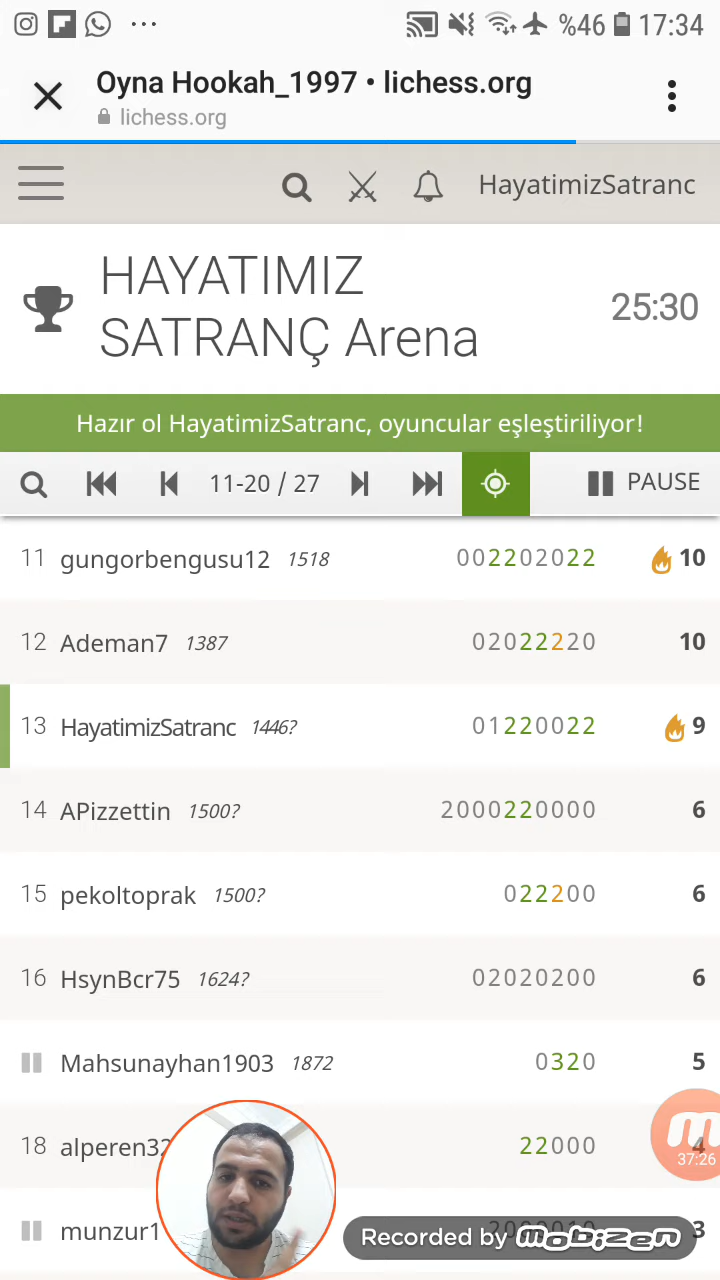 %46 17:34
Oyna Hookah_1997 • lichess.org
lichess.org
HayatimizSatranc
HAYATIMIZ
SATRANÇ Arena
25:30
Hazır ol HayatimizSatranc, oyuncular eşleştiriliyor!
11-20 / 27 PAUSE
11 gungorbengusu12 1518 002202022 10
12 Ademan7 1387 02022220 10
13 HayatimizSatranc 1446? 01220022 9
14 APizzettin 1500? 2000220000 6
15 pekoltoprak 1500? 022200 6
16 HsynBcr75 1624? 02020200 6
Mahsunayhan1903 1872 0320 5
18 alperen32 22000 4
37:26
munzur1 3
Recorded by mobizen